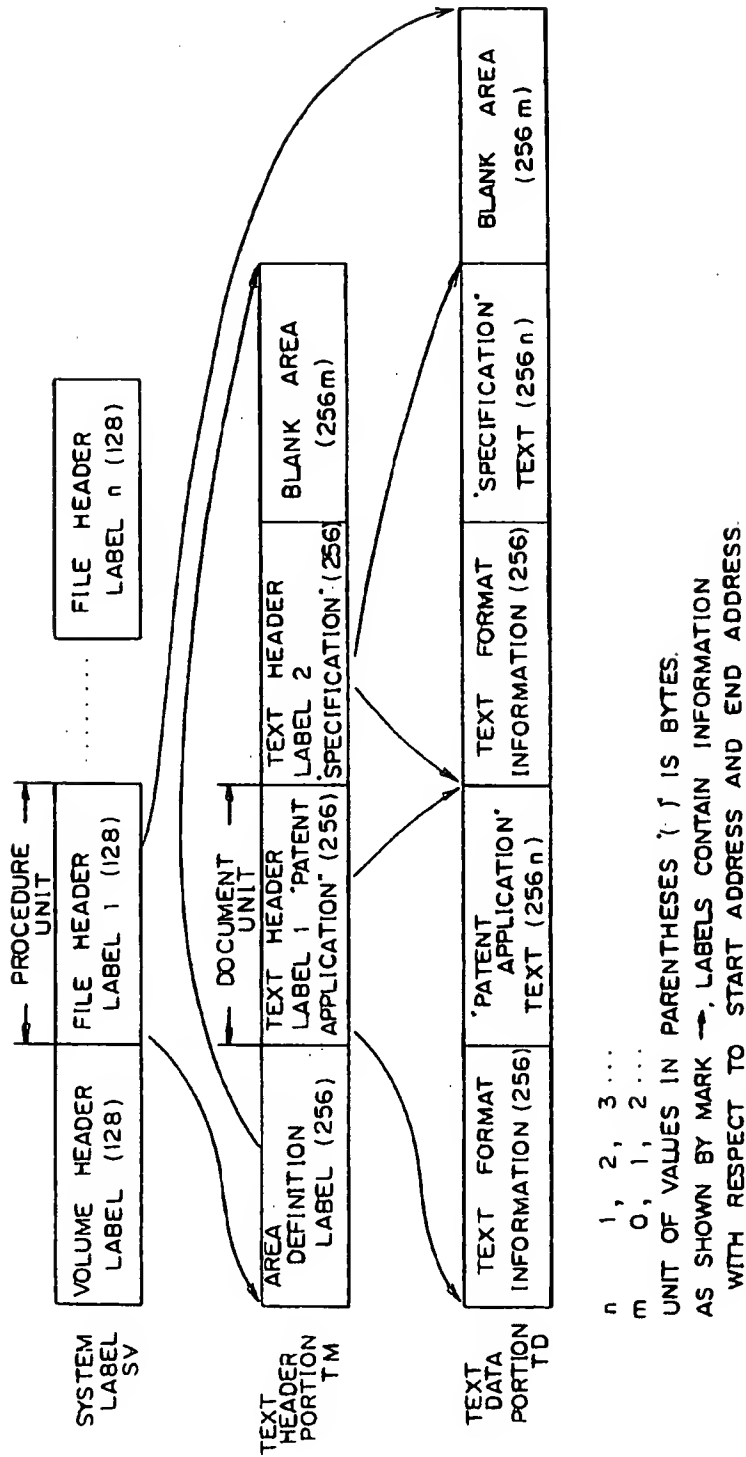 PROCEDURE
UNIT
SYSTEM
LABEL
SV
VOLUME HEADER
LABEL (128)
FILE HEADER
LABEL 1 (128)
........
FILE HEADER
LABEL n (128)
DOCUMENT
UNIT
TEXT
HEADER
PORTION
TM
AREA
DEFINITION
LABEL (256)
TEXT HEADER
LABEL 1 "PATENT
APPLICATION" (256)
TEXT HEADER
LABEL 2
"SPECIFICATION" (256)
BLANK AREA
(256m)
TEXT
DATA
PORTION
TD
TEXT FORMAT
INFORMATION (256)
"PATENT
APPLICATION"
TEXT (256n)
TEXT FORMAT
INFORMATION (256)
"SPECIFICATION"
TEXT (256n)
BLANK AREA
(256m)
n 1, 2, 3...
m 0, 1, 2...
UNIT OF VALUES IN PARENTHESES "( )" IS BYTES.
AS SHOWN BY MARK →, LABELS CONTAIN INFORMATION
WITH RESPECT TO START ADDRESS AND END ADDRESS.